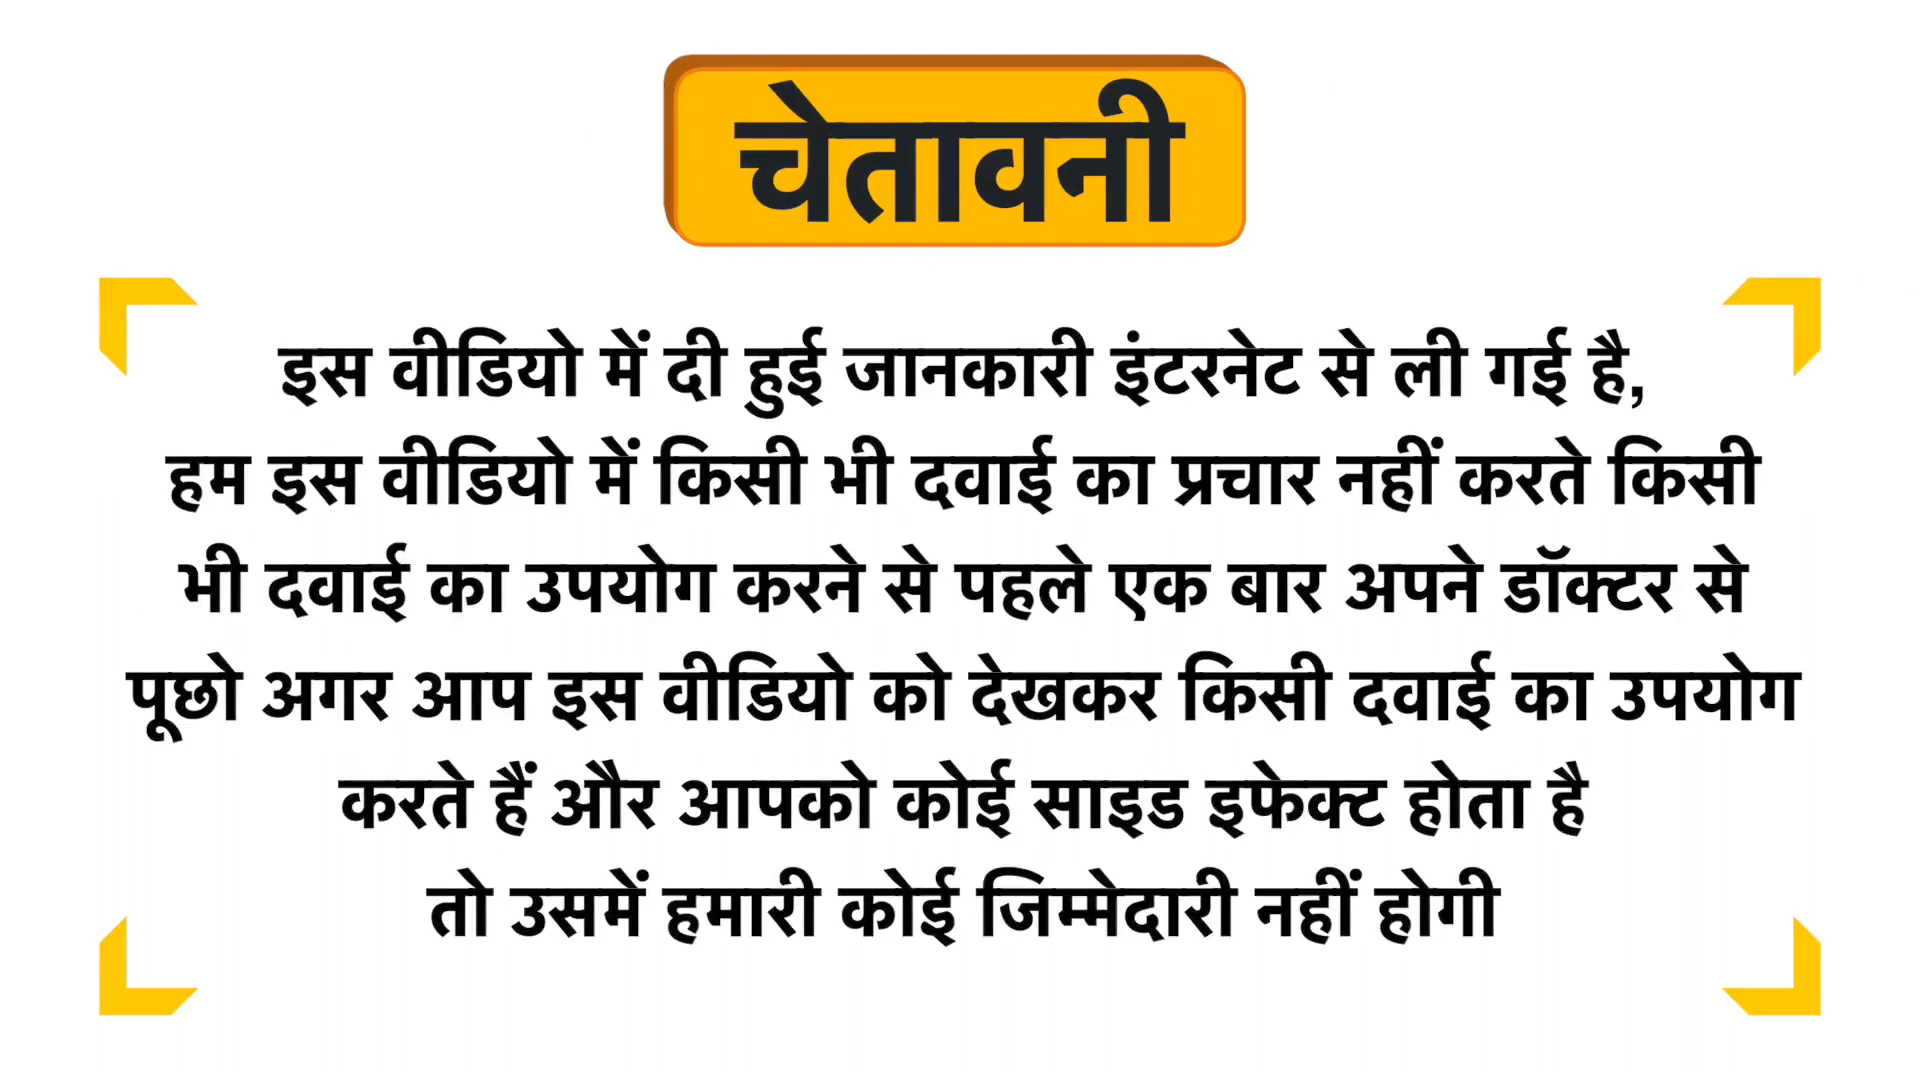 चेतावनी
इस वीडियो में दी हुई जानकारी इंटरनेट से ली गई है,
हम इस वीडियो में किसी भी दवाई का प्रचार नहीं करते किसी
भी दवाई का उपयोग करने से पहले एक बार अपने डॉक्टर से
पूछो अगर आप इस वीडियो को देखकर किसी दवाई का उपयोग
करते हैं और आपको कोई साइड इफेक्ट होता है
तो उसमें हमारी कोई जिम्मेदारी नहीं होगी